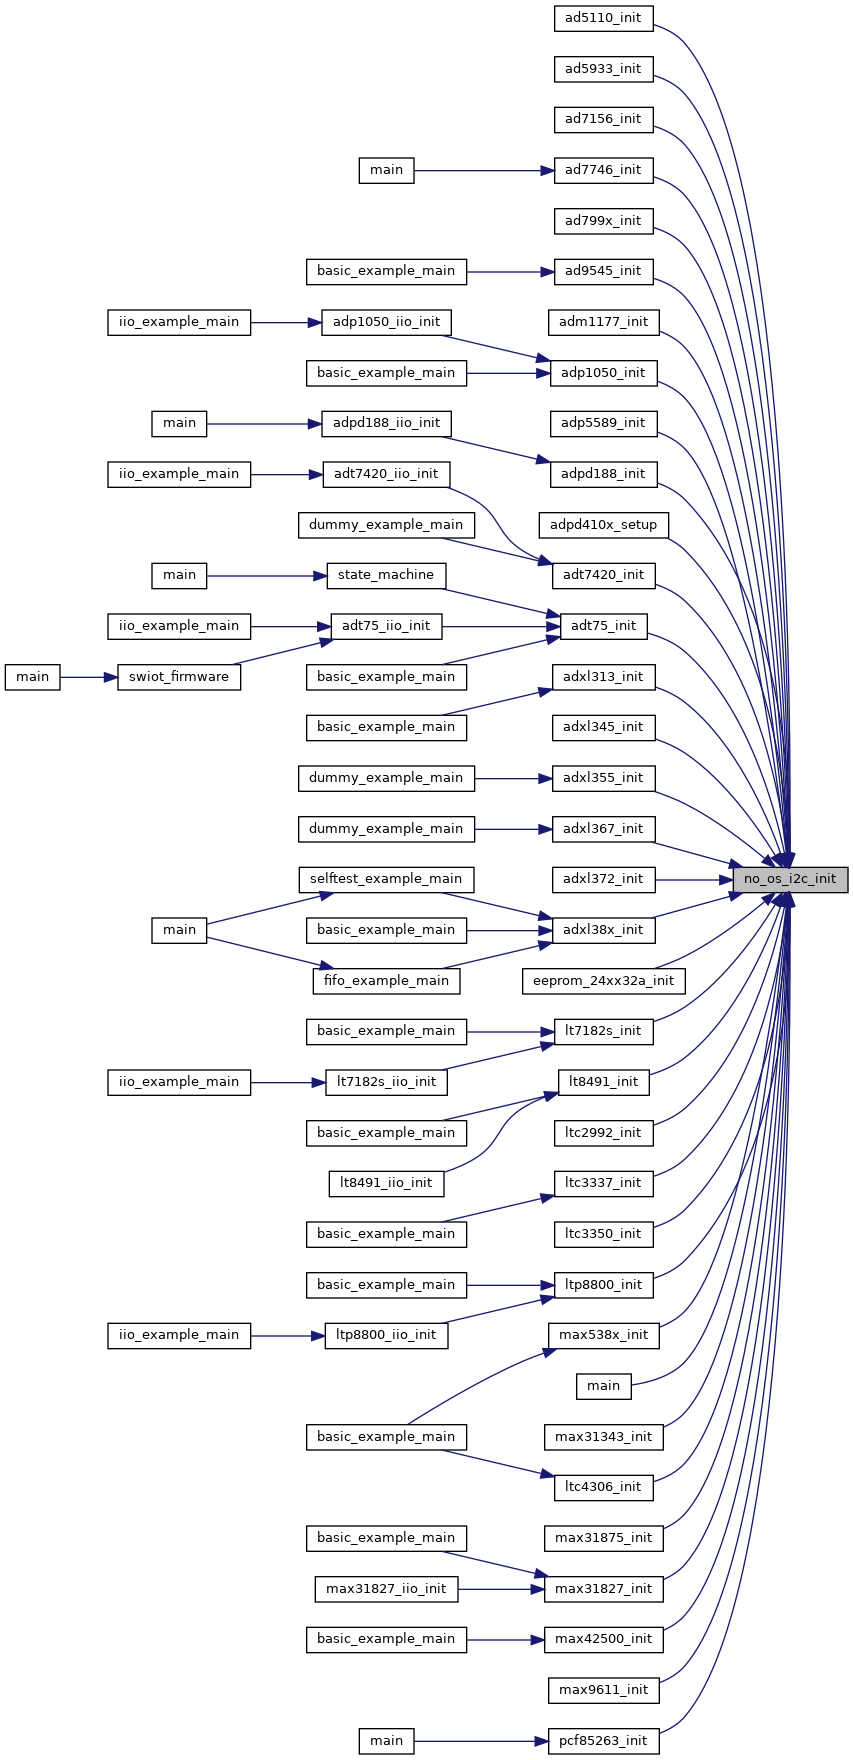 ad5110_init
ad5933_init
ad7156_init
main
ad7746_init
ad799x_init
basic_example_main
ad9545_init
iio_example_main
adp1050_iio_init
adm1177_init
basic_example_main
adp1050_init
main
adpd188_iio_init
adp5589_init
iio_example_main
adt7420_iio_init
adpd188_init
dummy_example_main
adpd410x_setup
main
state_machine
adt7420_init
iio_example_main
adt75_iio_init
adt75_init
main
swiot_firmware
basic_example_main
adxl313_init
basic_example_main
adxl345_init
dummy_example_main
adxl355_init
dummy_example_main
adxl367_init
selftest_example_main
adxl372_init
no_os_i2c_init
main
basic_example_main
adxl38x_init
fifo_example_main
eeprom_24xx32a_init
basic_example_main
lt7182s_init
iio_example_main
lt7182s_iio_init
lt8491_init
basic_example_main
ltc2992_init
lt8491_iio_init
ltc3337_init
basic_example_main
ltc3350_init
basic_example_main
ltp8800_init
iio_example_main
ltp8800_iio_init
max538x_init
main
basic_example_main
max31343_init
ltc4306_init
basic_example_main
max31875_init
max31827_iio_init
max31827_init
basic_example_main
max42500_init
max9611_init
main
pcf85263_init